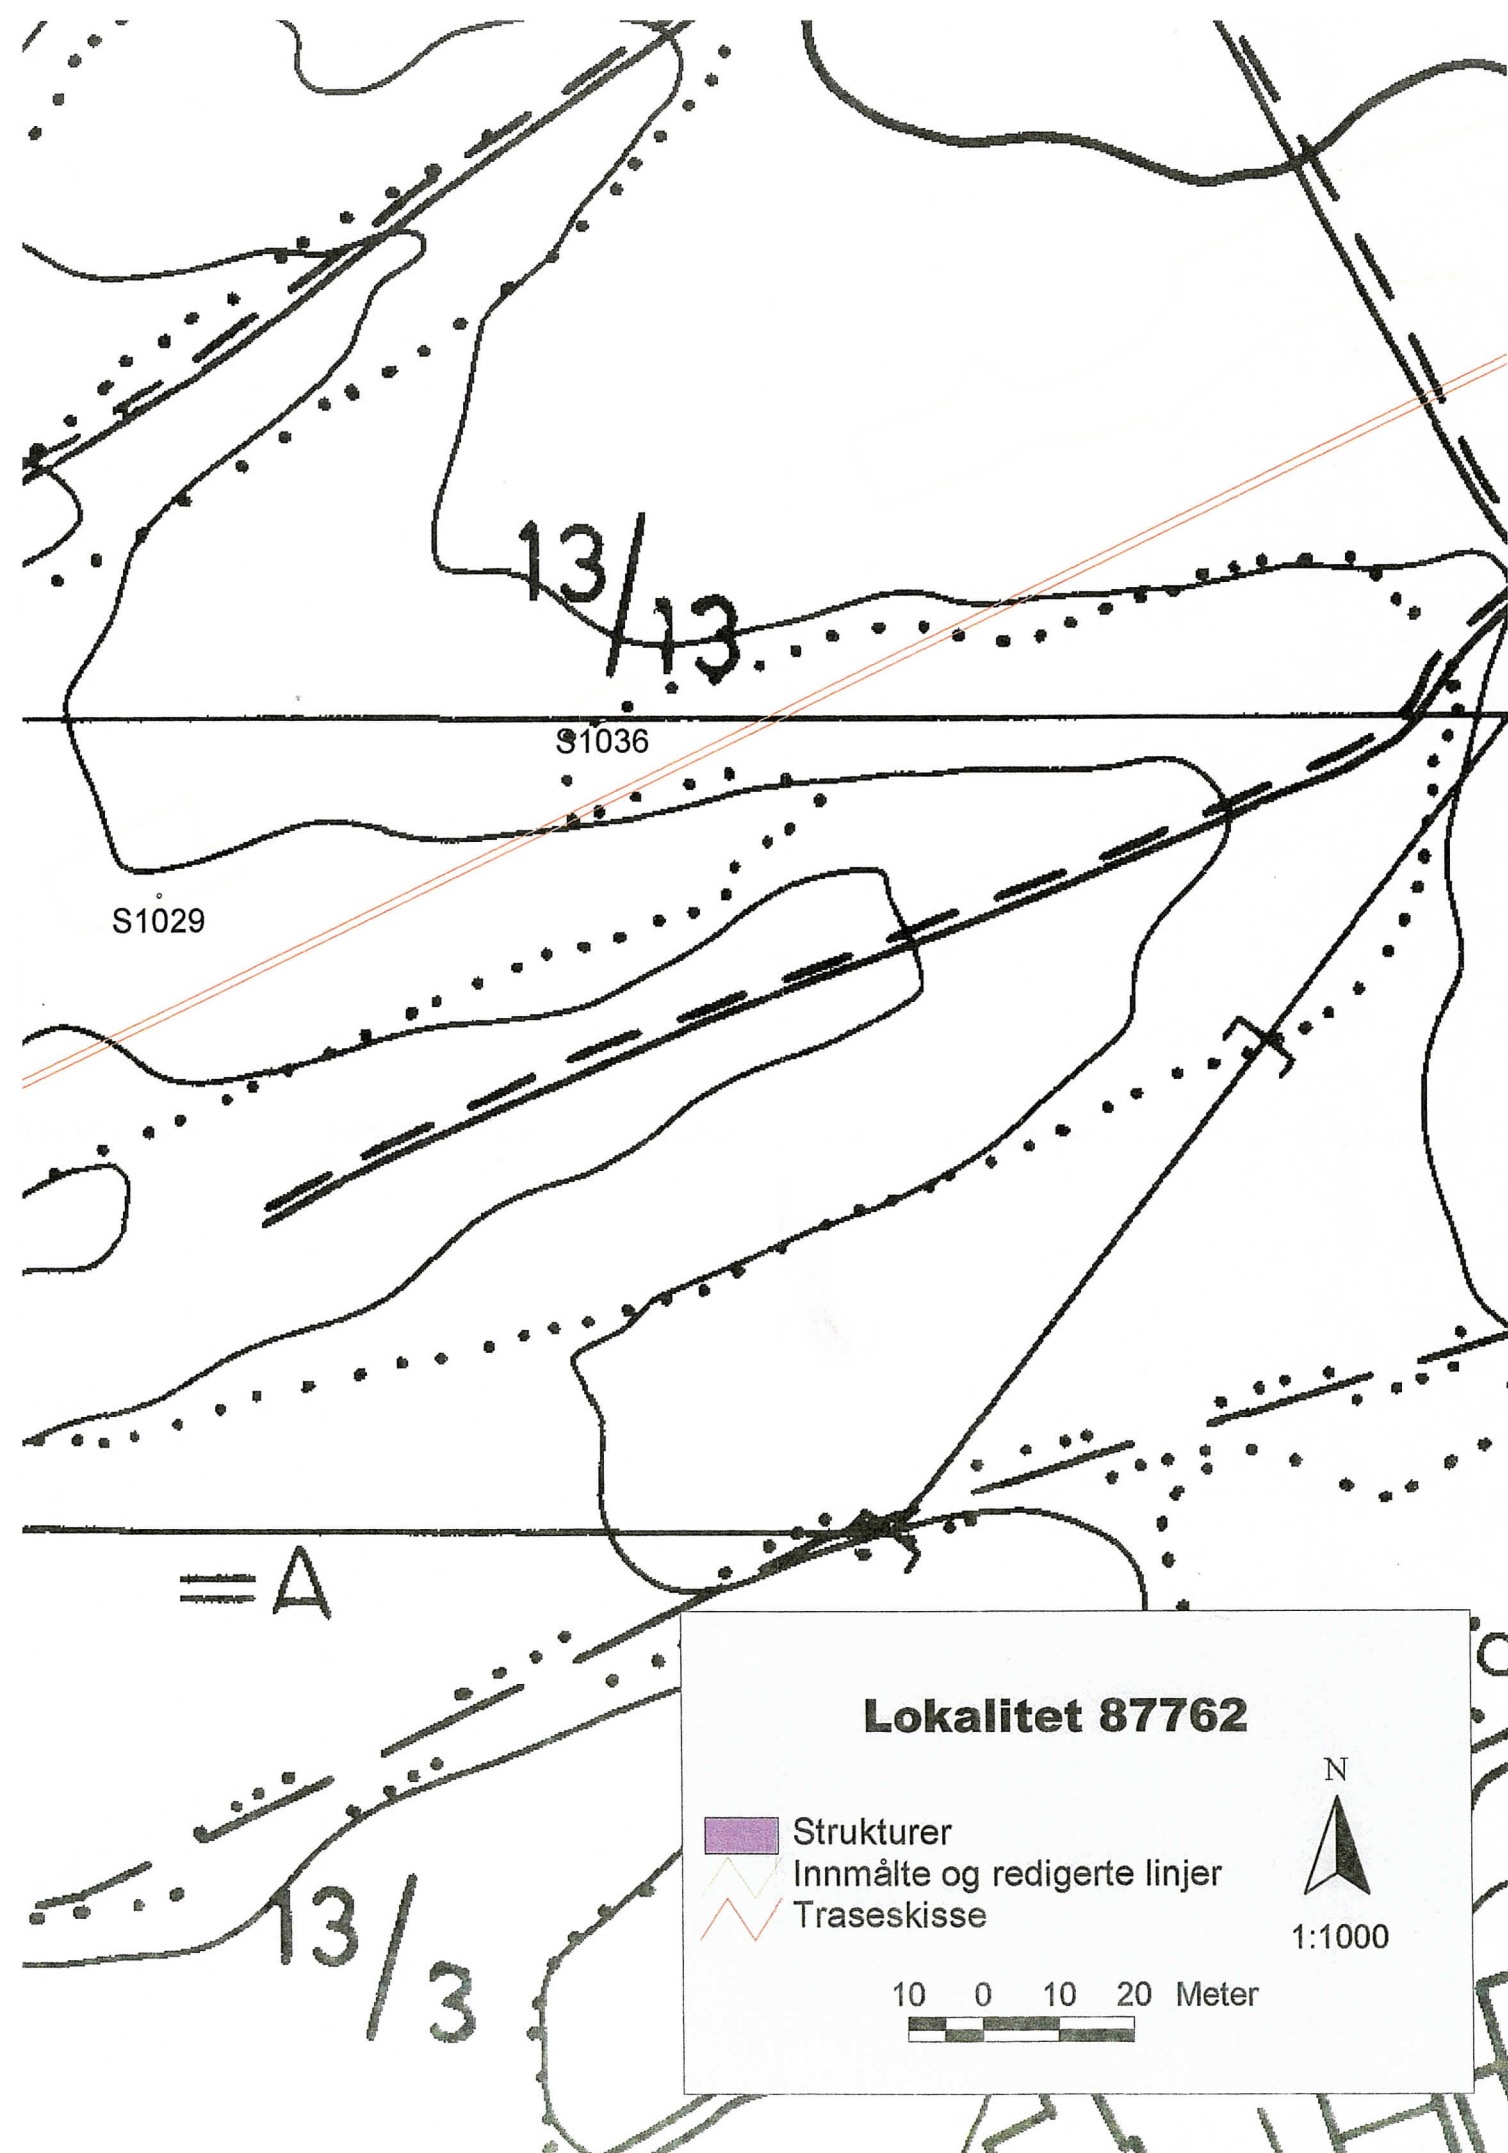 13/13
S1036
S1029
=A
Lokalitet 87762
N
Strukturer
Innmålte og redigerte linjer
Traseskisse
1:1000
10 0 10 20 Meter
13/3